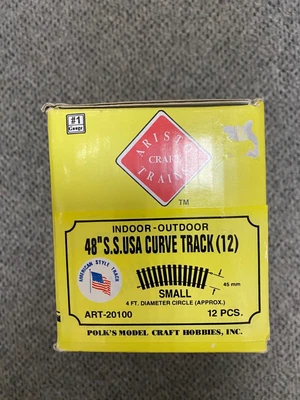 #1
Gauge
ARISTO
CRAFT
TRAINS
TM
INDOOR-OUTDOOR
48" S.S.USA CURVE TRACK (12)
AMERICAN STYLE TRACK
45 mm
SMALL
4 FT. DIAMETER CIRCLE (APPROX.)
ART-20100 12 PCS.
POLK'S MODEL CRAFT HOBBIES, INC.